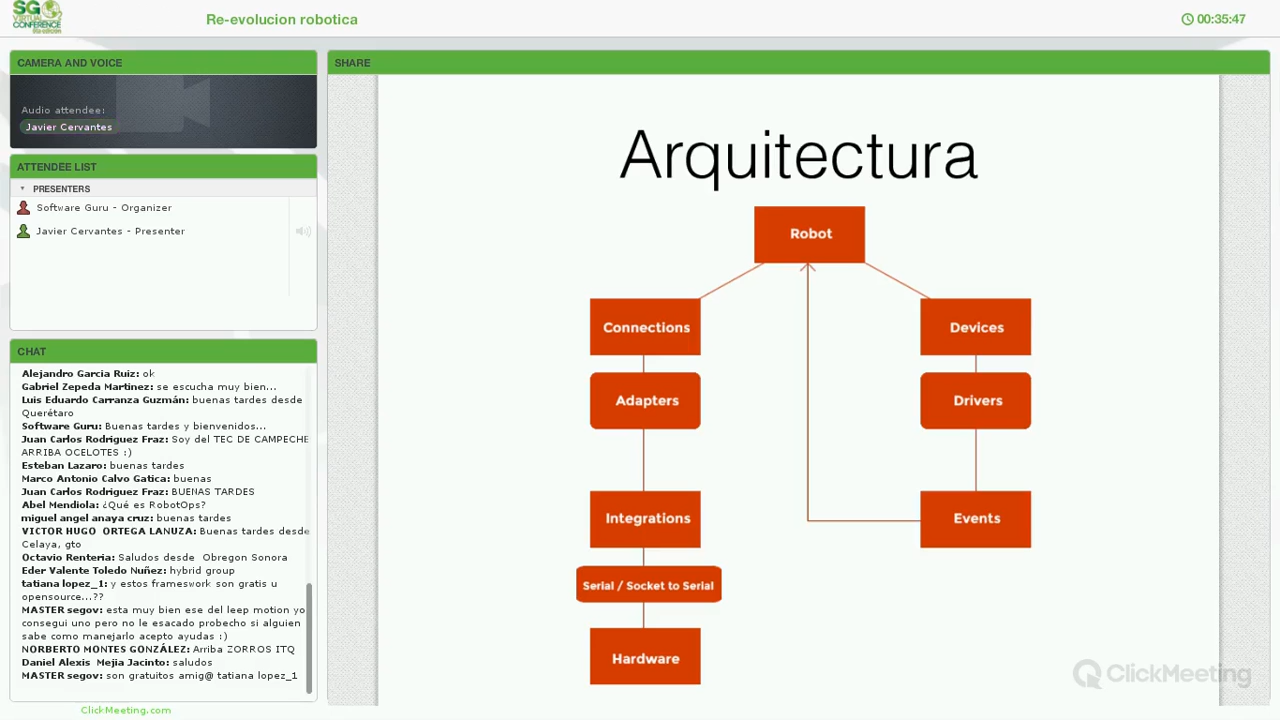 SG
VIRTUAL
CONFERENCE
Re-evolucion robotica
00:35:47
CAMERA AND VOICE
Audio attendee:
Javier Cervantes
ATTENDEE LIST
PRESENTERS
Software Guru - Organizer
Javier Cervantes - Presenter
CHAT
Alejandro Garcia Ruiz: ok
Gabriel Zepeda Martinez: se escucha muy bien...
Luis Eduardo Carranza Guzmán: buenas tardes desde
Querétaro
Software Guru: Buenas tardes y bienvenidos...
Juan Carlos Rodriguez Fraz: Soy del TEC DE CAMPECHE
ARRIBA OCELOTES :)
Esteban Lazaro: buenas tardes
Marco Antonio Calvo Gatica: buenas
Juan Carlos Rodriguez Fraz: BUENAS TARDES
Abel Mendiola: ¿Qué es RobotOps?
miguel angel anaya cruz: buenas tardes
VICTOR HUGO ORTEGA LANUZA: Buenas tardes desde
Celaya, gto
Octavio Renteria: Saludos desde Obregon Sonora
Eder Valente Toledo Nuñez: hybrid group
tatiana lopez_1: y estos framework son gratis u
opensource...??
MASTER segov: esta muy bien ese del leep motion yo
consegui uno pero no le esacado probecho si alguien
sabe como manejarlo acepto ayudas :)
NORBERTO MONTES GONZÁLEZ: Arriba ZORROS ITQ
Daniel Alexis Mejia Jacinto: saludos
MASTER segov: son gratuitos amig@ tatiana lopez_1
ClickMeeting.com
SHARE
Arquitectura
Robot
Connections
Devices
Adapters
Drivers
Integrations
Events
Serial / Socket to Serial
Hardware
ClickMeeting